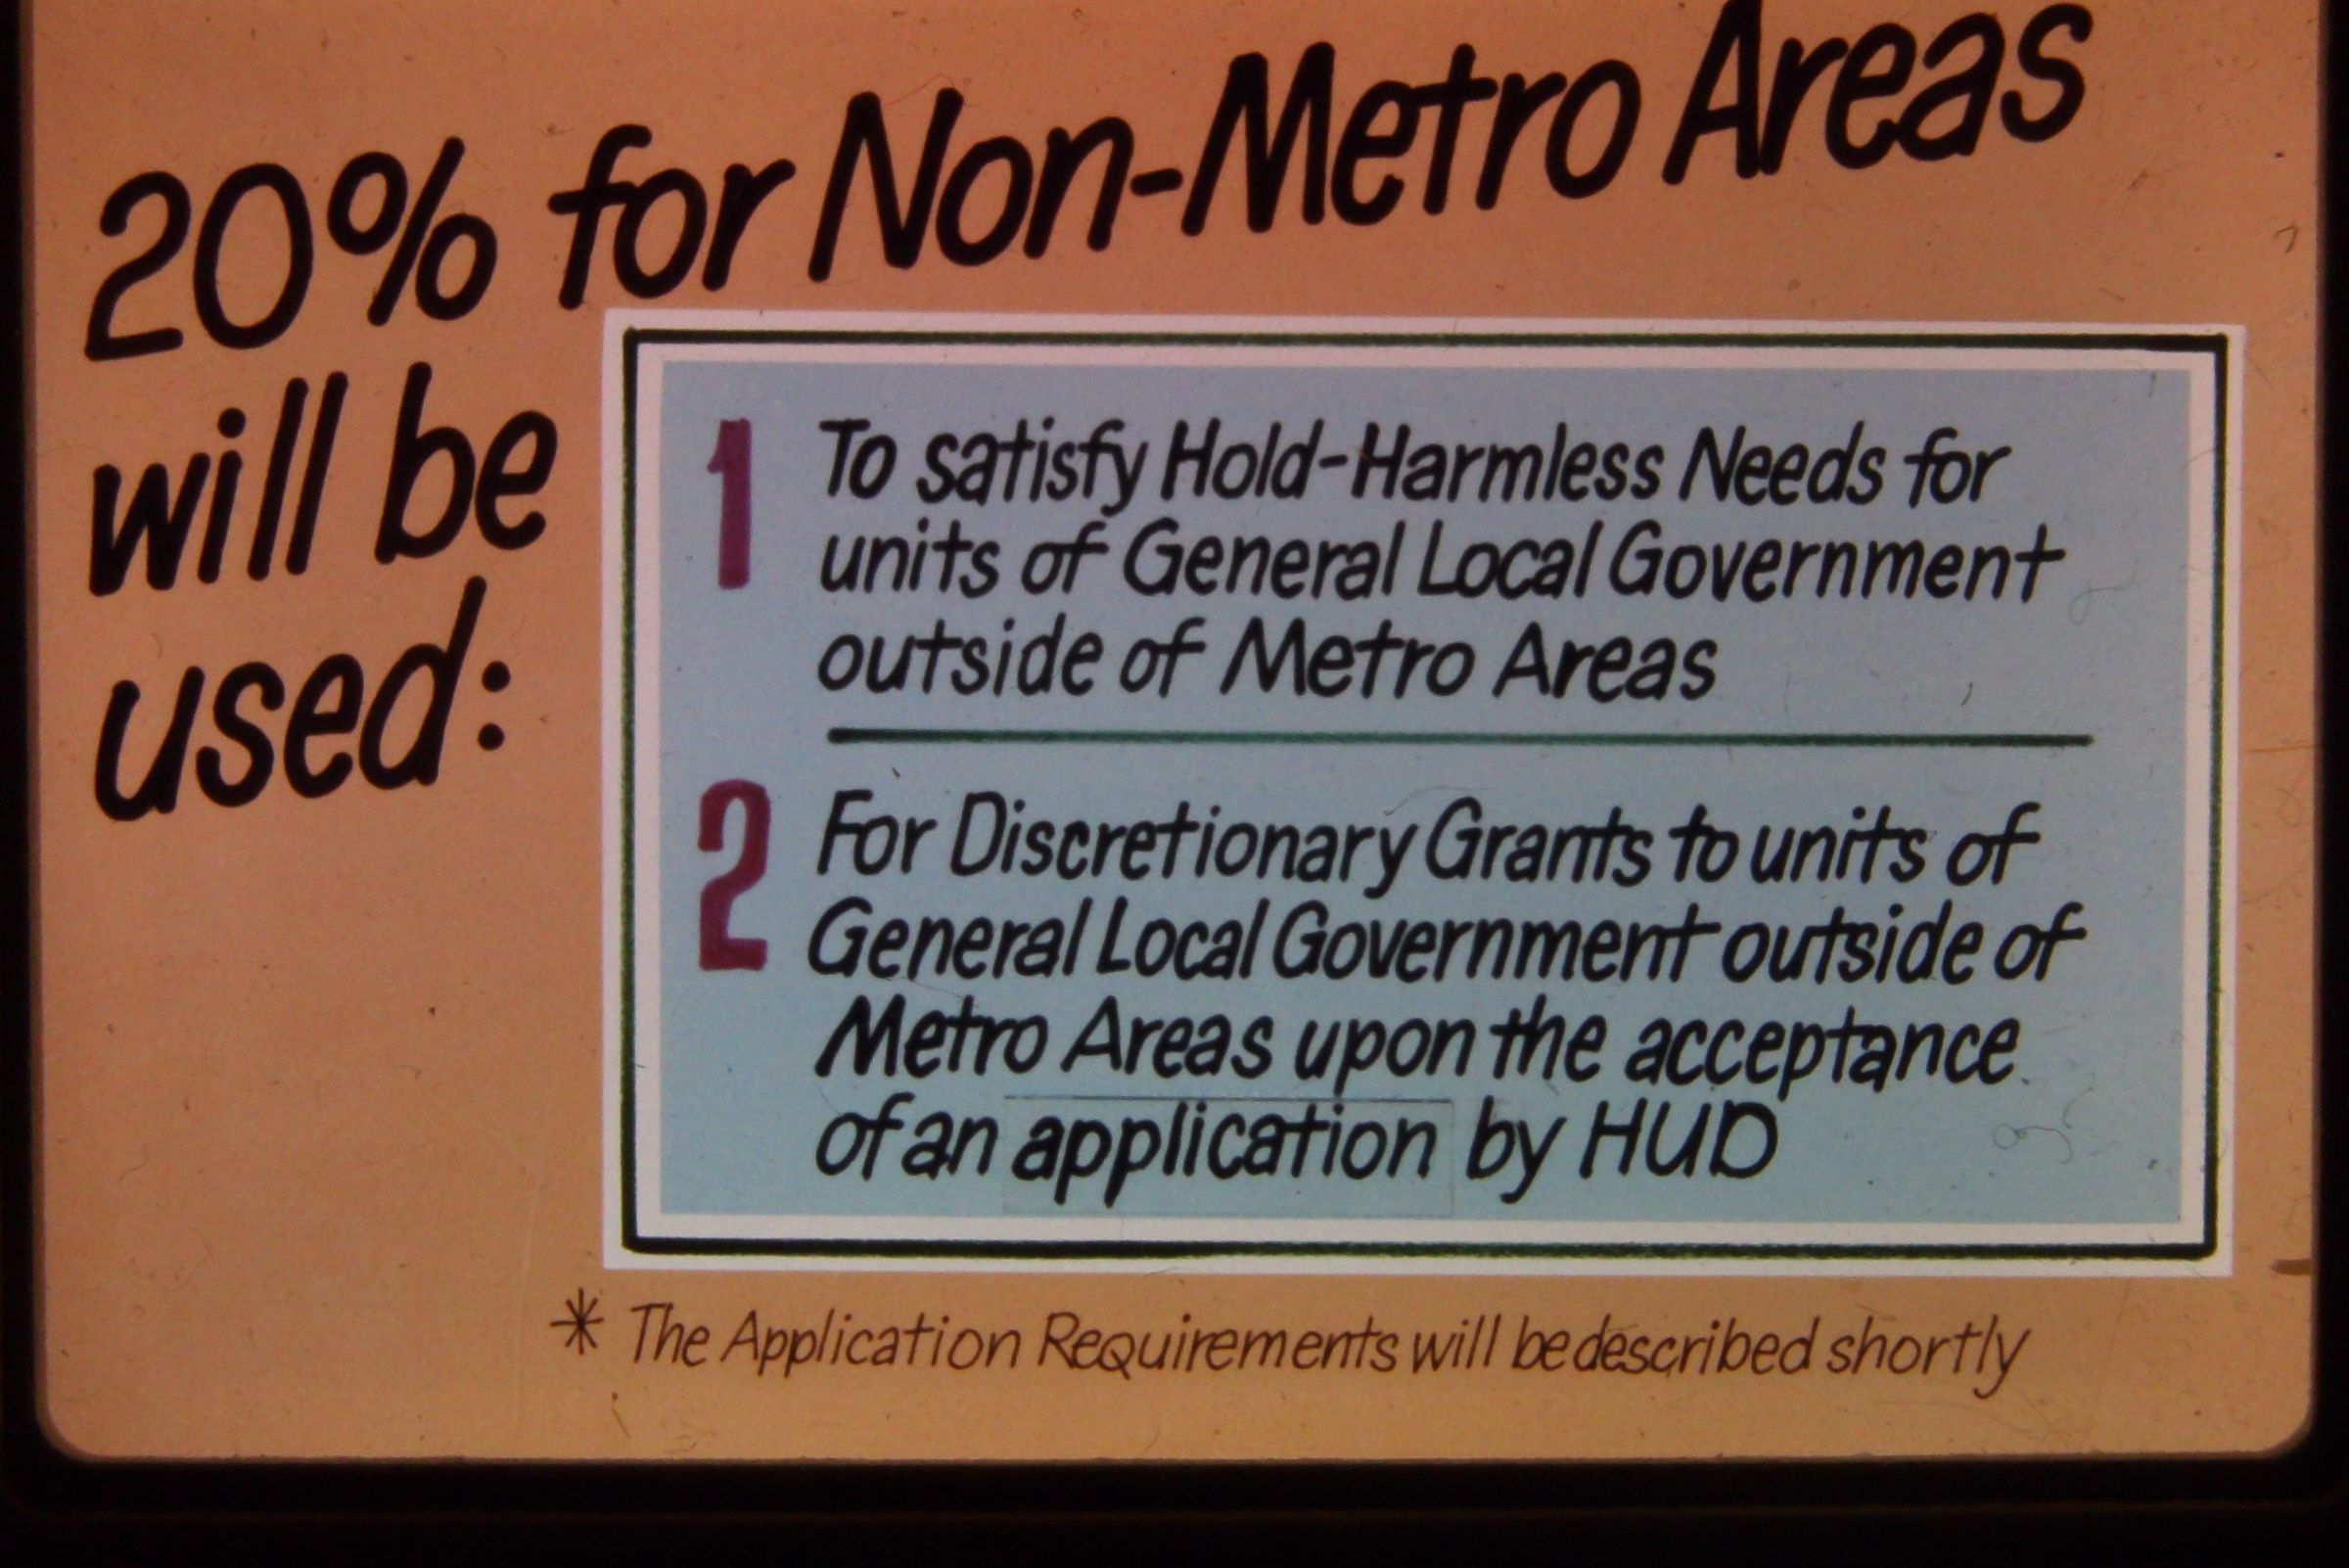 20% for Non-Metro Areas
will be
used:
1 To satisfy Hold-Harmless Needs for
units of General Local Government
outside of Metro Areas
2 For Discretionary Grants to units of
General Local Government outside of
Metro Areas upon the acceptance
of an application by HUD
* The Application Requirements will be described shortly